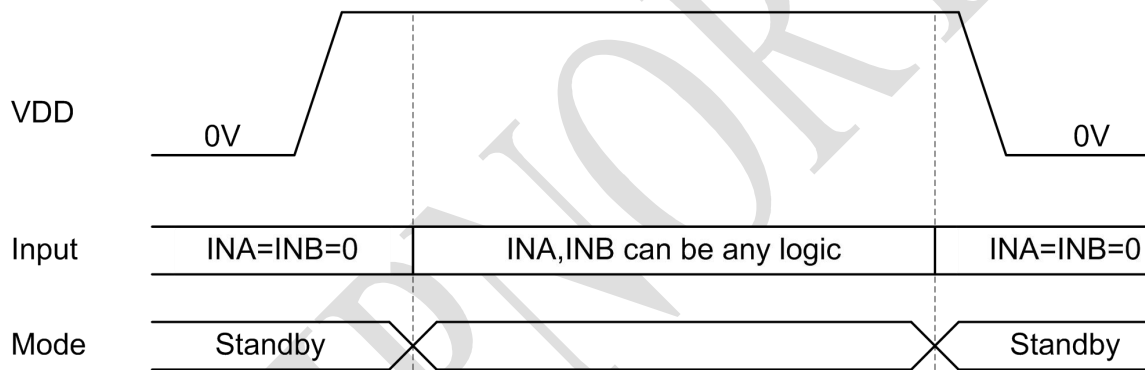 VDD
0V
0V
Input
INA=INB=0
INA,INB can be any logic
INA=INB=0
Mode
Standby
Standby